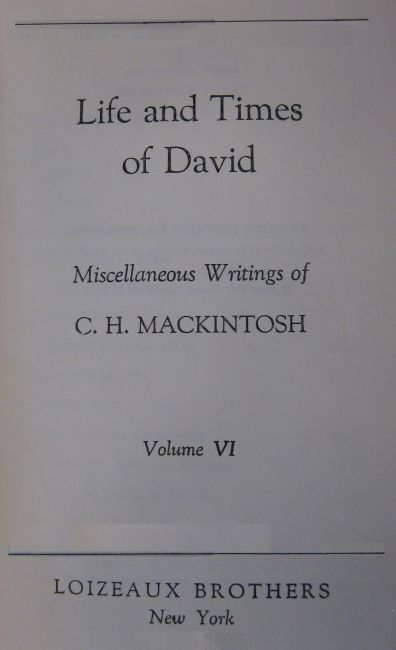 Life and Times
of David
Miscellaneous Writings of
C. H. MACKINTOSH
Volume VI
LOIZEAUX BROTHERS
New York